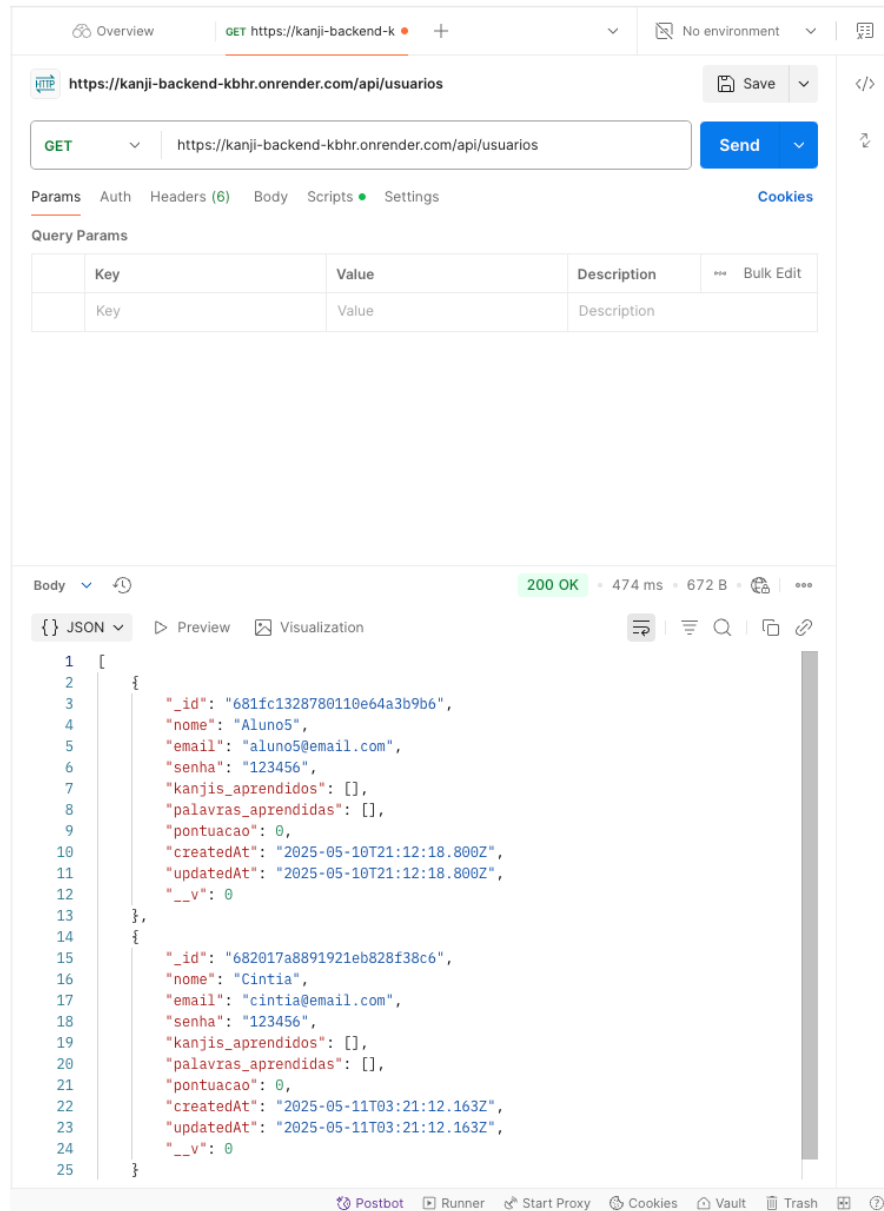 Overview
GET https://kanji-backend-k
No environment
HTTP https://kanji-backend-kbhr.onrender.com/api/usuarios
Save
GET https://kanji-backend-kbhr.onrender.com/api/usuarios
Send
Params Auth Headers (6) Body Scripts Settings Cookies
Query Params
Key Value Description Bulk Edit
Key Value Description
Body 200 OK 474 ms 672 B
{} JSON Preview Visualization
1 [
2 {
3 "_id": "681fc1328780110e64a3b9b6",
4 "nome": "Aluno5",
5 "email": "aluno5@email.com",
6 "senha": "123456",
7 "kanjis_aprendidos": [],
8 "palavras_aprendidas": [],
9 "pontuacao": 0,
10 "createdAt": "2025-05-10T21:12:18.800Z",
11 "updatedAt": "2025-05-10T21:12:18.800Z",
12 "__v": 0
13 },
14 {
15 "_id": "682017a8891921eb828f38c6",
16 "nome": "Cintia",
17 "email": "cintia@email.com",
18 "senha": "123456",
19 "kanjis_aprendidos": [],
20 "palavras_aprendidas": [],
21 "pontuacao": 0,
22 "createdAt": "2025-05-11T03:21:12.163Z",
23 "updatedAt": "2025-05-11T03:21:12.163Z",
24 "__v": 0
25 }
Postbot Runner Start Proxy Cookies Vault Trash